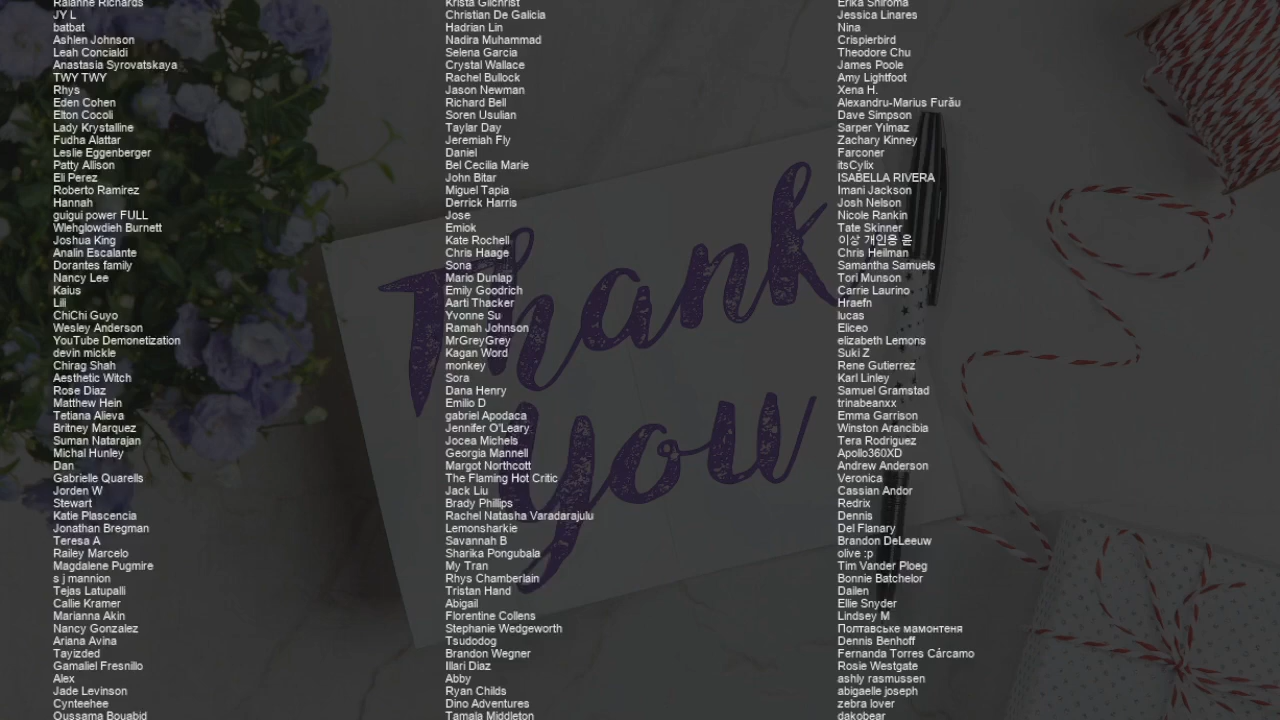 Raianne Richards
JY L
batbat
Ashlen Johnson
Leah Concialdi
Anastasia Syrovatskaya
TWY TWY
Rhys
Eden Cohen
Elton Cocoli
Lady Krystalline
Fudha Alattar
Leslie Eggenberger
Patty Allison
Eli Perez
Roberto Ramirez
Hannah
guigui power FULL
Wlehglowdieh Burnett
Joshua King
Analin Escalante
Dorantes family
Nancy Lee
Kaius
Lili
ChiChi Guyo
Wesley Anderson
YouTube Demonetization
devin mickle
Chirag Shah
Aesthetic Witch
Rose Diaz
Matthew Hein
Tetiana Alieva
Britney Marquez
Suman Natarajan
Michal Hunley
Dan
Gabrielle Quarells
Jorden W
Stewart
Katie Plascencia
Jonathan Bregman
Teresa A
Railey Marcelo
Magdalene Pugmire
s j mannion
Tejas Latupalli
Callie Kramer
Marianna Akin
Nancy Gonzalez
Ariana Avina
Tayizded
Gamaliel Fresnillo
Alex
Jade Levinson
Cynteehee
Oussama Bouabid
Krista Gilchrist
Christian De Galicia
Hadrian Lin
Nadira Muhammad
Selena Garcia
Crystal Wallace
Rachel Bullock
Jason Newman
Richard Bell
Soren Usulian
Taylar Day
Jeremiah Fly
Daniel
Bel Cecilia Marie
John Bitar
Miguel Tapia
Derrick Harris
Jose
Emiok
Kate Rochell
Chris Haage
Sona
Mario Dunlap
Emily Goodrich
Aarti Thacker
Yvonne Su
Ramah Johnson
MrGreyGrey
Kagan Word
monkey
Sora
Dana Henry
Emilio D
gabriel Apodaca
Jennifer O'Leary
Jocea Michels
Georgia Mannell
Margot Northcott
The Flaming Hot Critic
Jack Liu
Brady Phillips
Rachel Natasha Varadarajulu
Lemonsharkie
Savannah B
Sharika Pongubala
My Tran
Rhys Chamberlain
Tristan Hand
Abigail
Florentine Collens
Stephanie Wedgeworth
Tsudodog
Brandon Wegner
Illari Diaz
Abby
Ryan Childs
Dino Adventures
Tamala Middleton
Erika Shiroma
Jessica Linares
Nina
Crispierbird
Theodore Chu
James Poole
Amy Lightfoot
Xena H.
Alexandru-Marius Furău
Dave Simpson
Sarper Yılmaz
Zachary Kinney
Farconer
itsCylix
ISABELLA RIVERA
Imani Jackson
Josh Nelson
Nicole Rankin
Tate Skinner
이상 개인용 윤
Chris Heilman
Samantha Samuels
Tori Munson
Carrie Laurino
Hraefn
lucas
Eliceo
elizabeth Lemons
Suki Z
Rene Gutierrez
Karl Linley
Samuel Gramstad
trinabeanxx
Emma Garrison
Winston Arancibia
Tera Rodriguez
Apollo360XD
Andrew Anderson
Veronica
Cassian Andor
Redrix
Dennis
Del Flanary
Brandon DeLeeuw
olive :p
Tim Vander Ploeg
Bonnie Batchelor
Dailen
Ellie Snyder
Lindsey M
Полтавське мамонтеня
Dennis Benhoff
Fernanda Torres Cárcamo
Rosie Westgate
ashly rasmussen
abigaelle joseph
zebra lover
dakobear
Thank
you